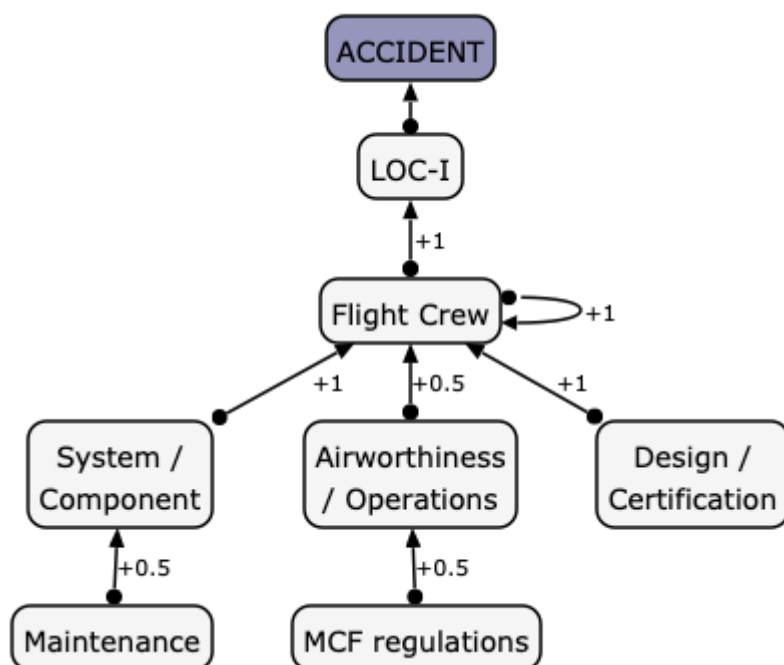 ACCIDENT
LOC-I
+1
Flight Crew
+1
+1
+0.5
+1
System /
Component
Airworthiness
/ Operations
Design /
Certification
+0.5
+0.5
Maintenance
MCF regulations